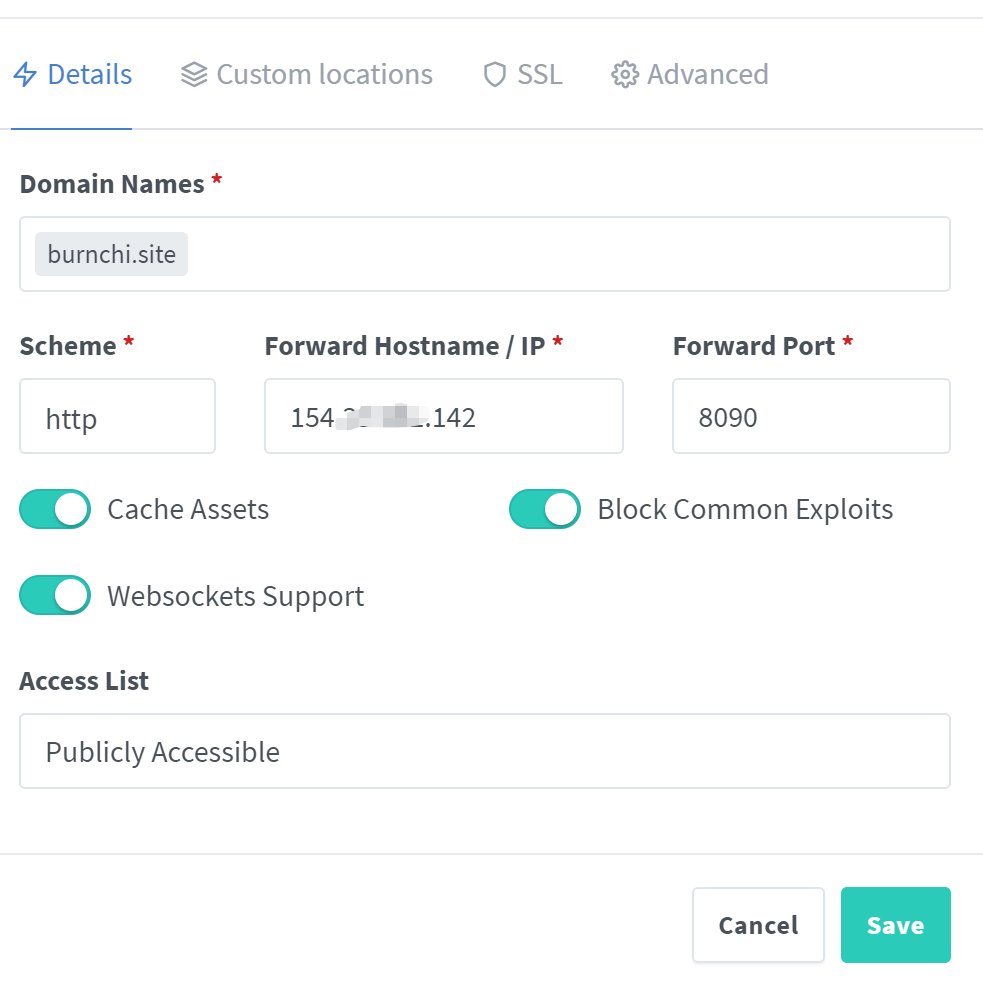 Details Custom locations SSL Advanced
Domain Names *
burnchi.site
Scheme * Forward Hostname / IP * Forward Port *
http 154. .142 8090
Cache Assets Block Common Exploits
Websockets Support
Access List
Publicly Accessible
Cancel Save